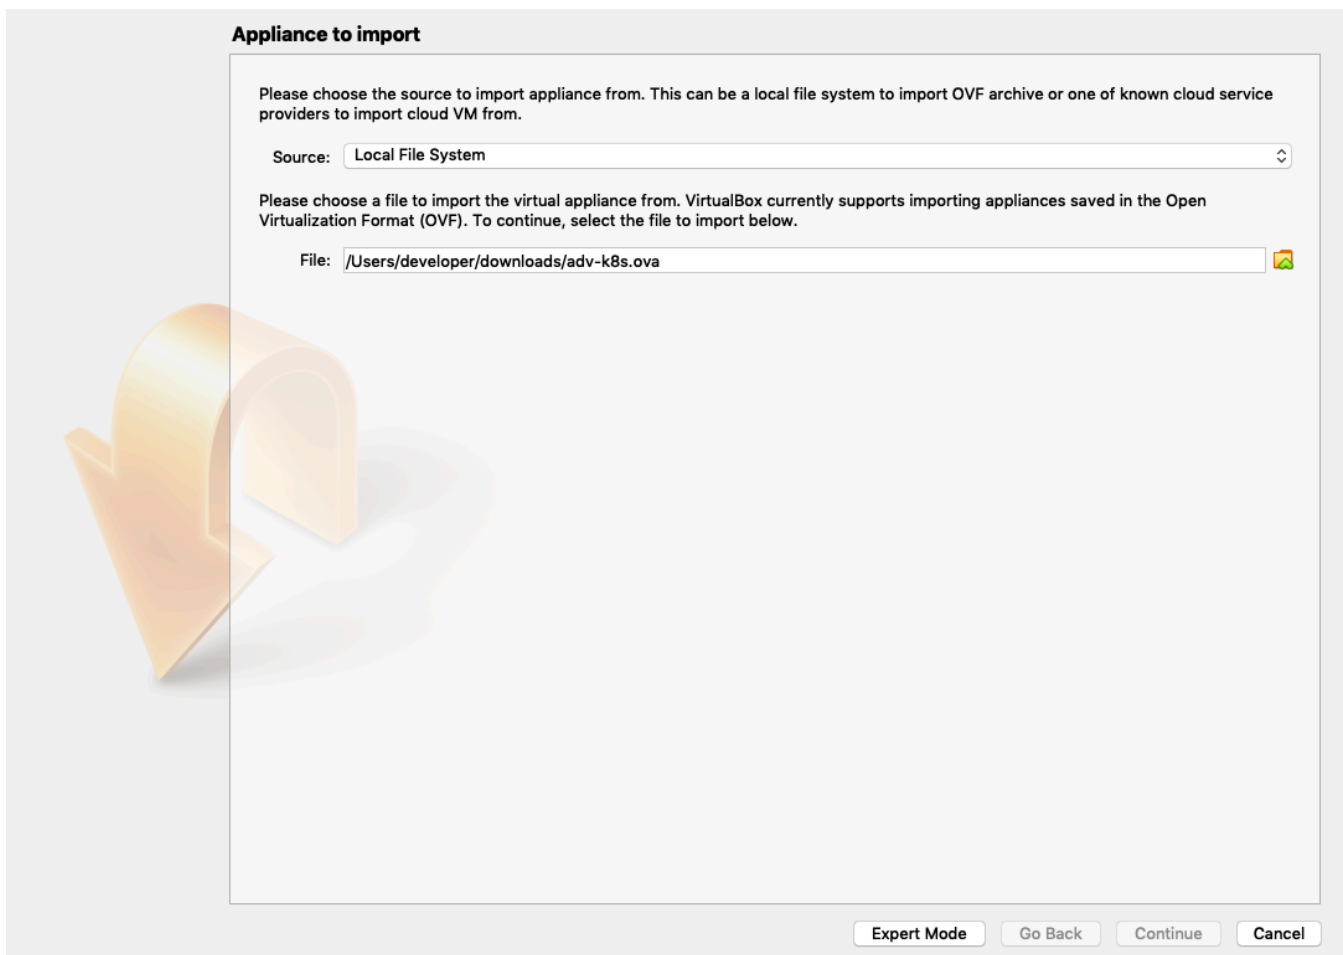 Appliance to import
Please choose the source to import appliance from. This can be a local file system to import OVF archive or one of known cloud service
providers to import cloud VM from.
Source: Local File System
Please choose a file to import the virtual appliance from. VirtualBox currently supports importing appliances saved in the Open
Virtualization Format (OVF). To continue, select the file to import below.
File: /Users/developer/downloads/adv-k8s.ova
Expert Mode Go Back Continue Cancel